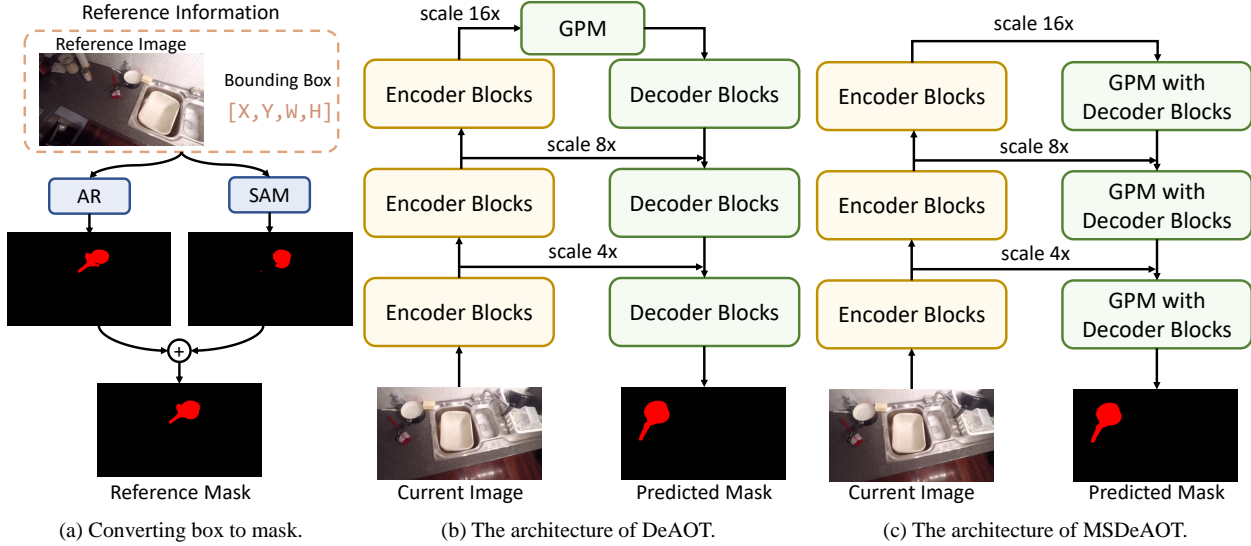 Reference Information
Reference Image
Bounding Box
[X,Y,W,H]
AR
SAM
+
Reference Mask
(a) Converting box to mask.
scale 16x
GPM
Encoder Blocks
Decoder Blocks
scale 8x
Encoder Blocks
Decoder Blocks
scale 4x
Encoder Blocks
Decoder Blocks
Current Image
Predicted Mask
(b) The architecture of DeAOT.
scale 16x
Encoder Blocks
GPM with
Decoder Blocks
scale 8x
Encoder Blocks
GPM with
Decoder Blocks
scale 4x
Encoder Blocks
GPM with
Decoder Blocks
Current Image
Predicted Mask
(c) The architecture of MSDeAOT.